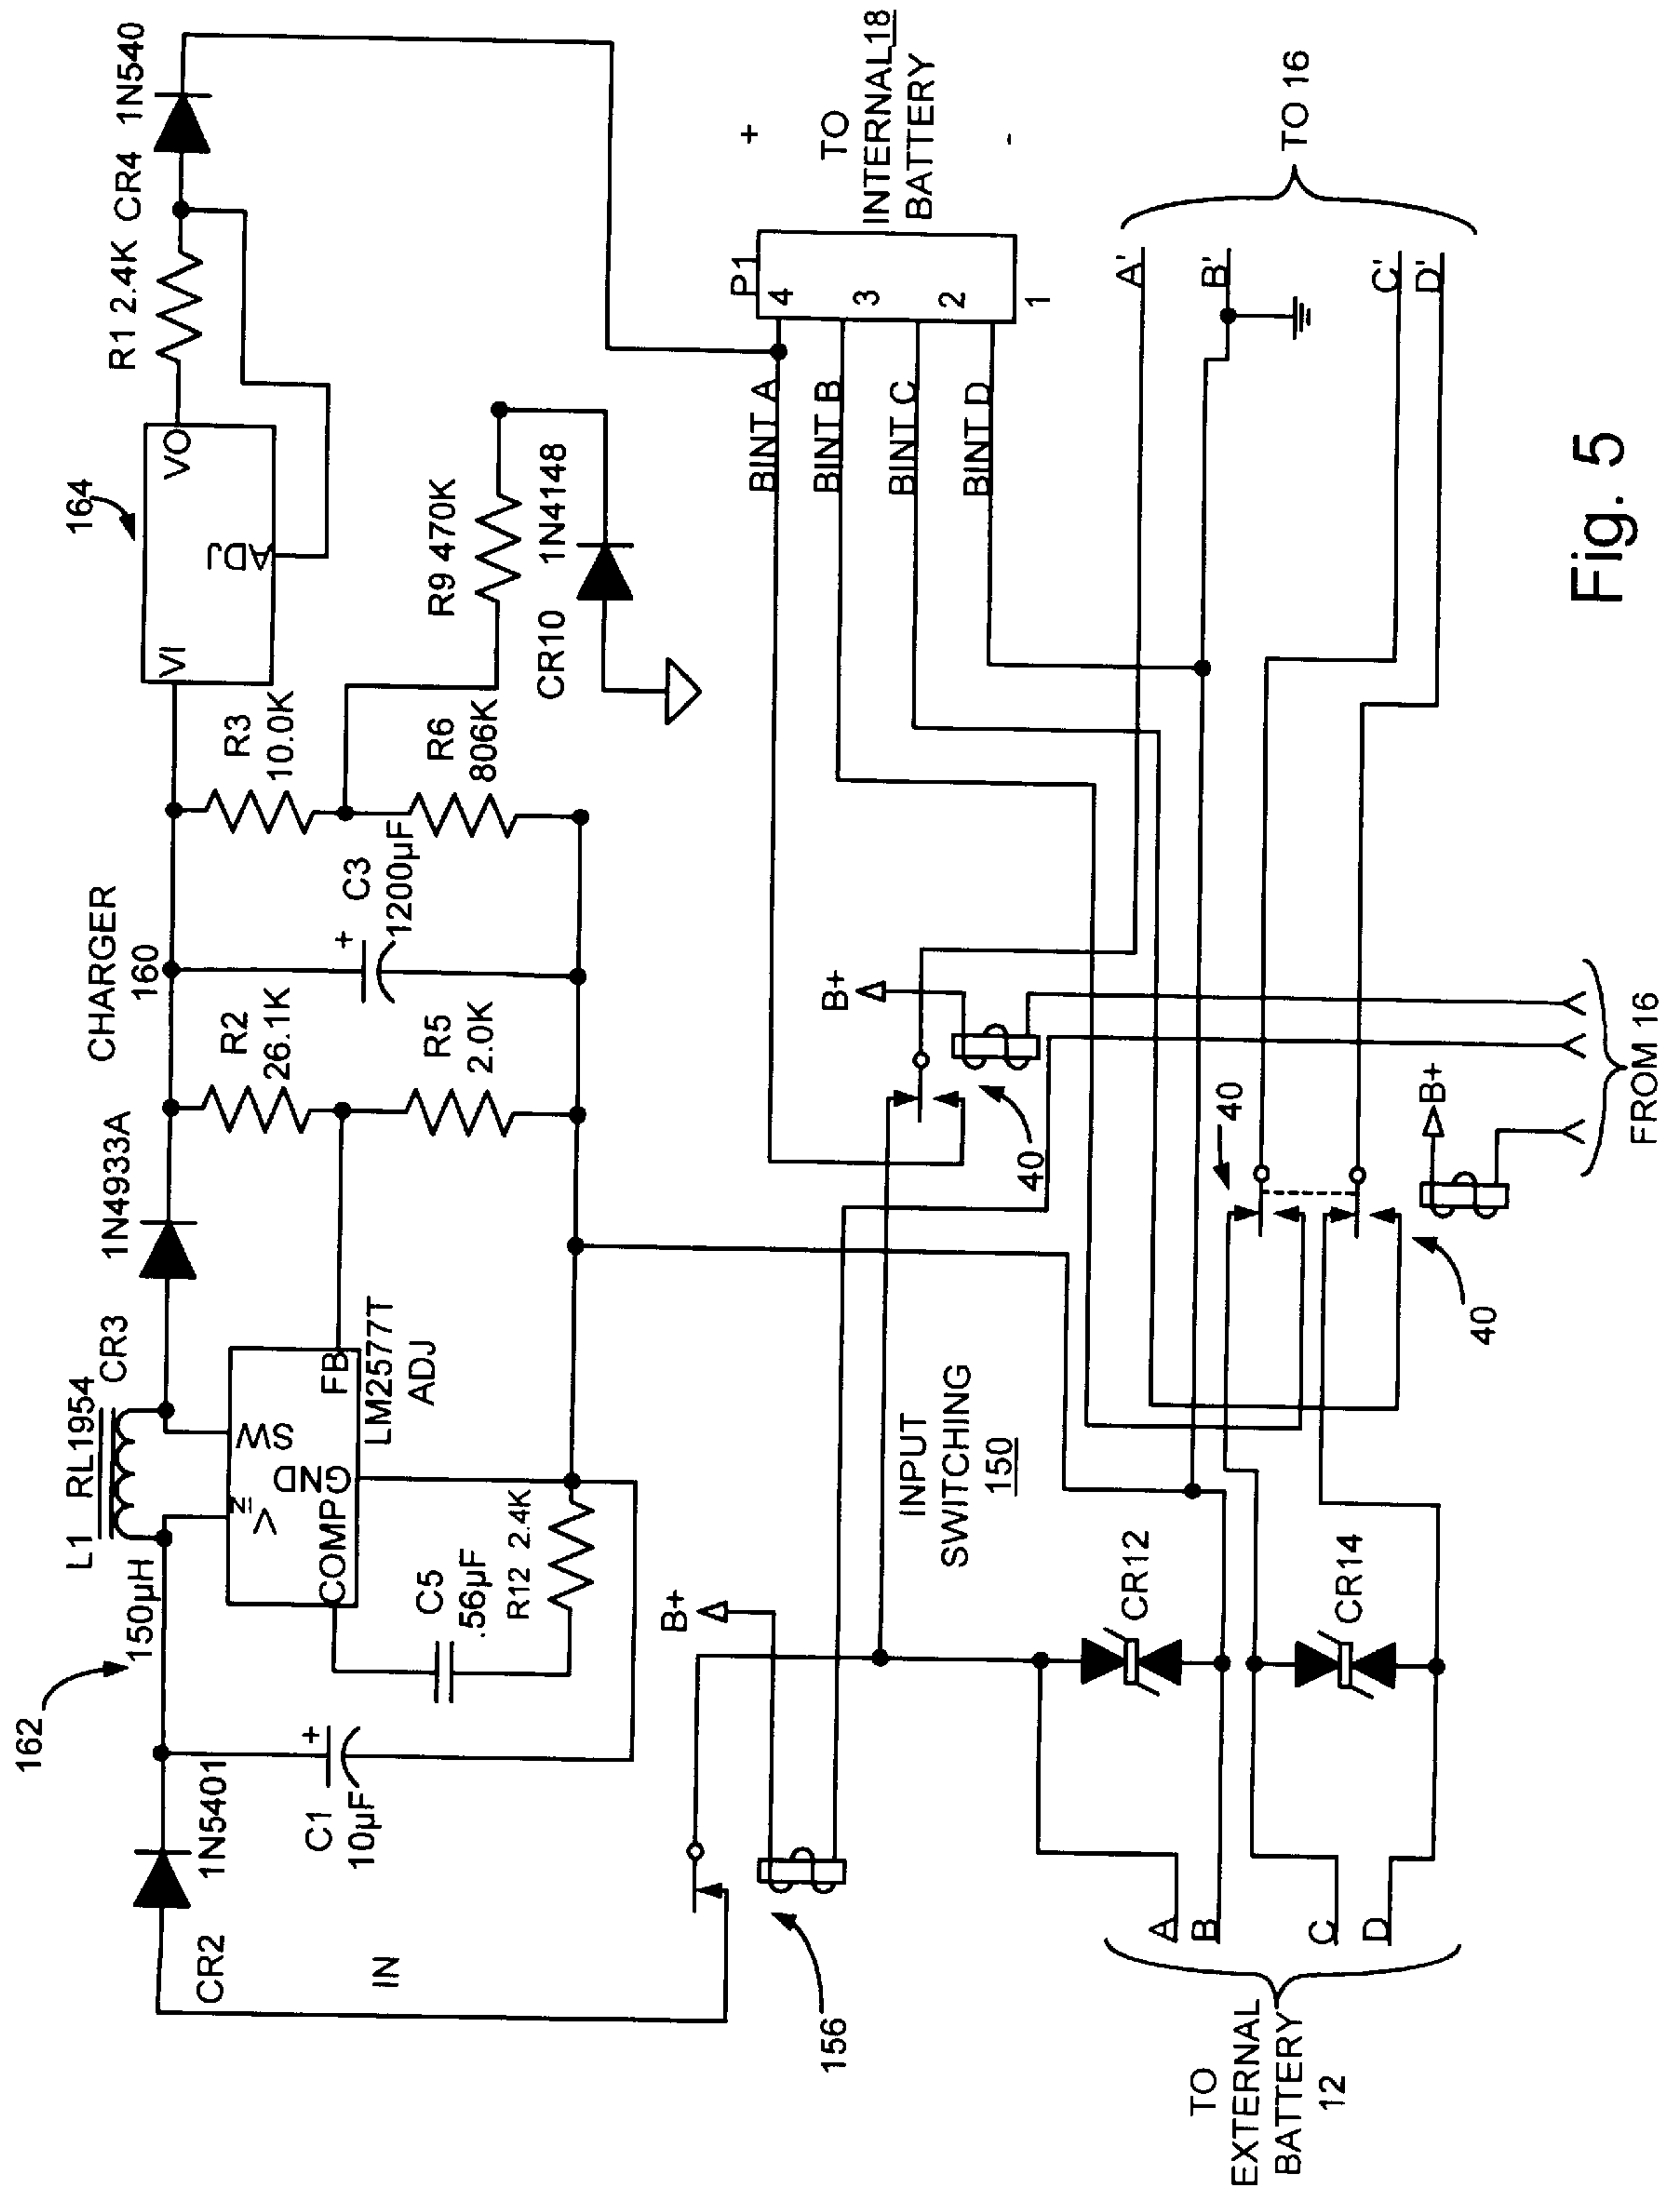 CHARGER
160
162
L1 RL1954
150µH
CR3
1N4933A
CR2
1N5401
IN
C1
10µF
+
C5
.56µF
R12 2.4K
V IN
SW
GND
COMP
FB
LM2577T
ADJ
R2
26.1K
R5
2.0K
C3
1200µF
+
R3
10.0K
R6
806K
R9 470K
CR10
1N4148
164
VI
VO
ADJ
R1 2.4K
CR4
1N540
156
B+
INPUT
SWITCHING
150
B+
40
BINT A
BINT B
BINT C
BINT D
P1
4
3
2
1
+
TO
INTERNAL 18
BATTERY
-
TO
EXTERNAL
BATTERY
12
A
B
C
D
CR12
CR14
40
40
B+
FROM 16
A'
B'
C'
D'
TO 16
Fig. 5